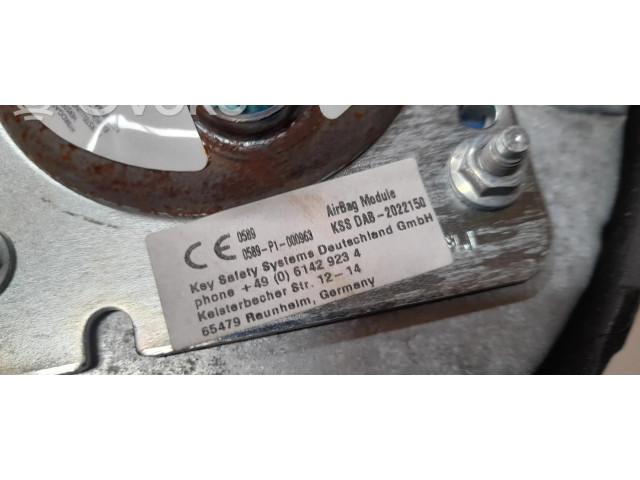 CE 0589 AirBag Module
0589-P1-000963 KSS DAB-2022150
Key Safety Systems Deutschland GmbH
phone +49 (0) 6142 923 4
Kelsterbacher Str. 12-14
65479 Raunheim, Germany